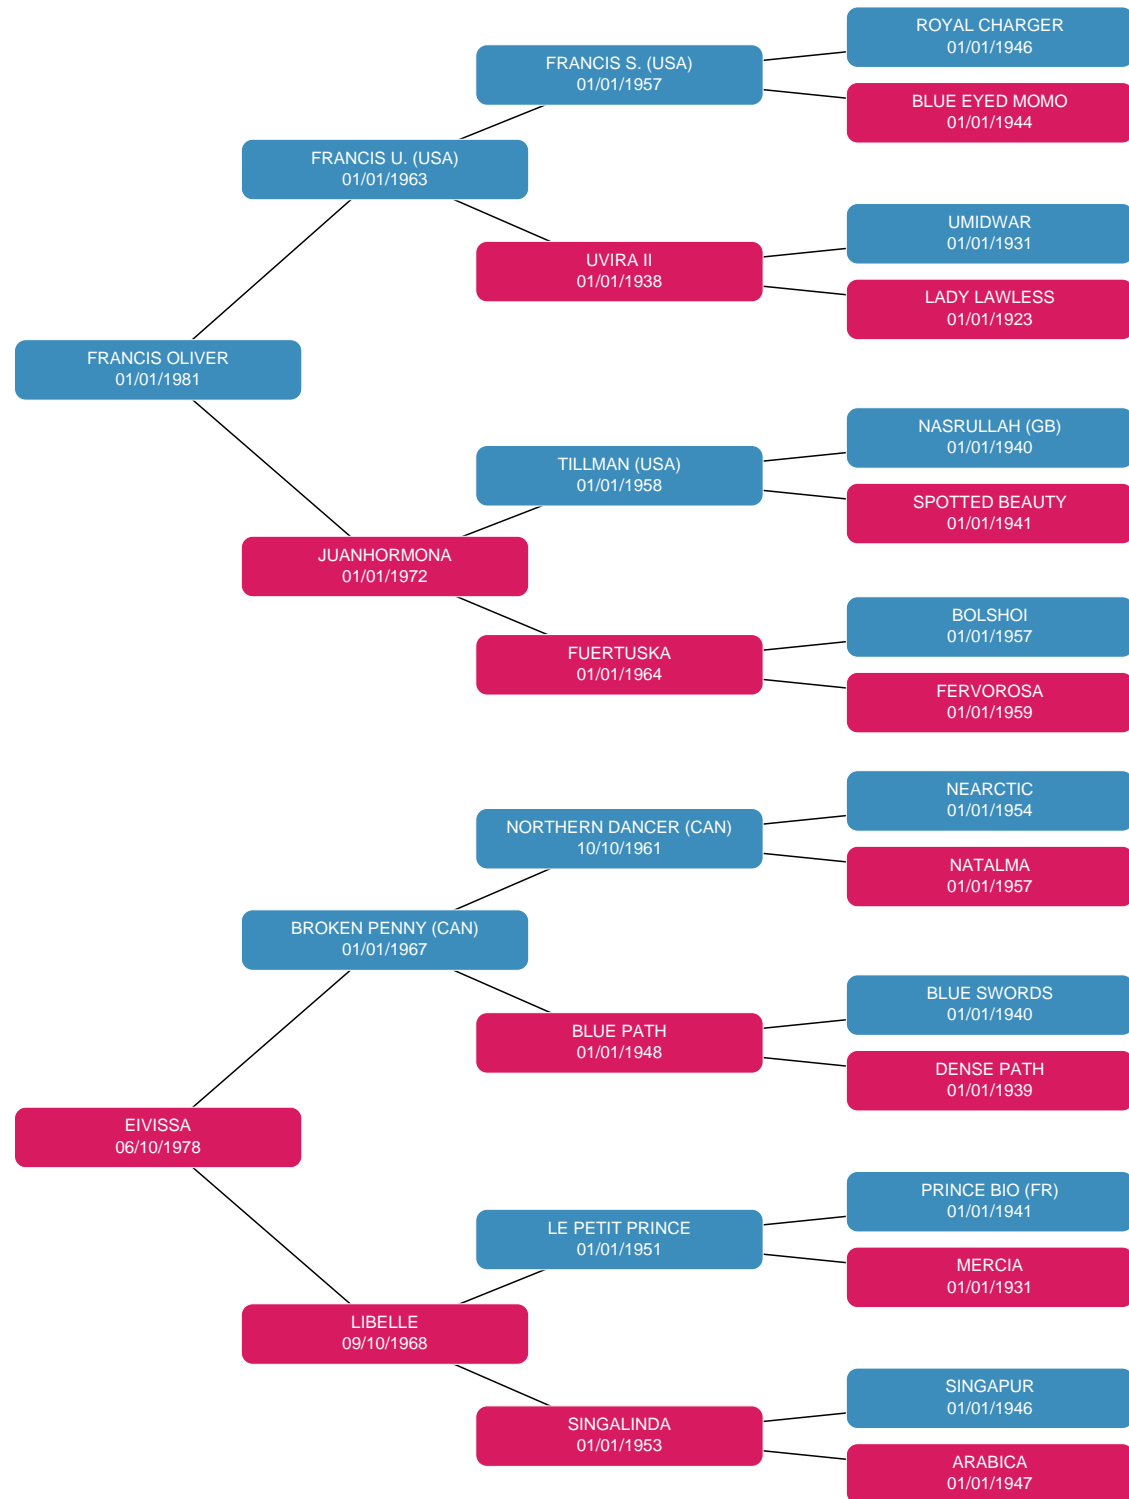 ROYAL CHARGER
01/01/1946
FRANCIS S. (USA)
01/01/1957
BLUE EYED MOMO
01/01/1944
FRANCIS U. (USA)
01/01/1963
UMIDWAR
01/01/1931
UVIRA II
01/01/1938
LADY LAWLESS
01/01/1923
FRANCIS OLIVER
01/01/1981
NASRULLAH (GB)
01/01/1940
TILLMAN (USA)
01/01/1958
SPOTTED BEAUTY
01/01/1941
JUANHORMONA
01/01/1972
BOLSHOI
01/01/1957
FUERTUSKA
01/01/1964
FERVOROSA
01/01/1959
NEARCTIC
01/01/1954
NORTHERN DANCER (CAN)
10/10/1961
NATALMA
01/01/1957
BROKEN PENNY (CAN)
01/01/1967
BLUE SWORDS
01/01/1940
BLUE PATH
01/01/1948
DENSE PATH
01/01/1939
EIVISSA
06/10/1978
PRINCE BIO (FR)
01/01/1941
LE PETIT PRINCE
01/01/1951
MERCIA
01/01/1931
LIBELLE
09/10/1968
SINGAPUR
01/01/1946
SINGALINDA
01/01/1953
ARABICA
01/01/1947